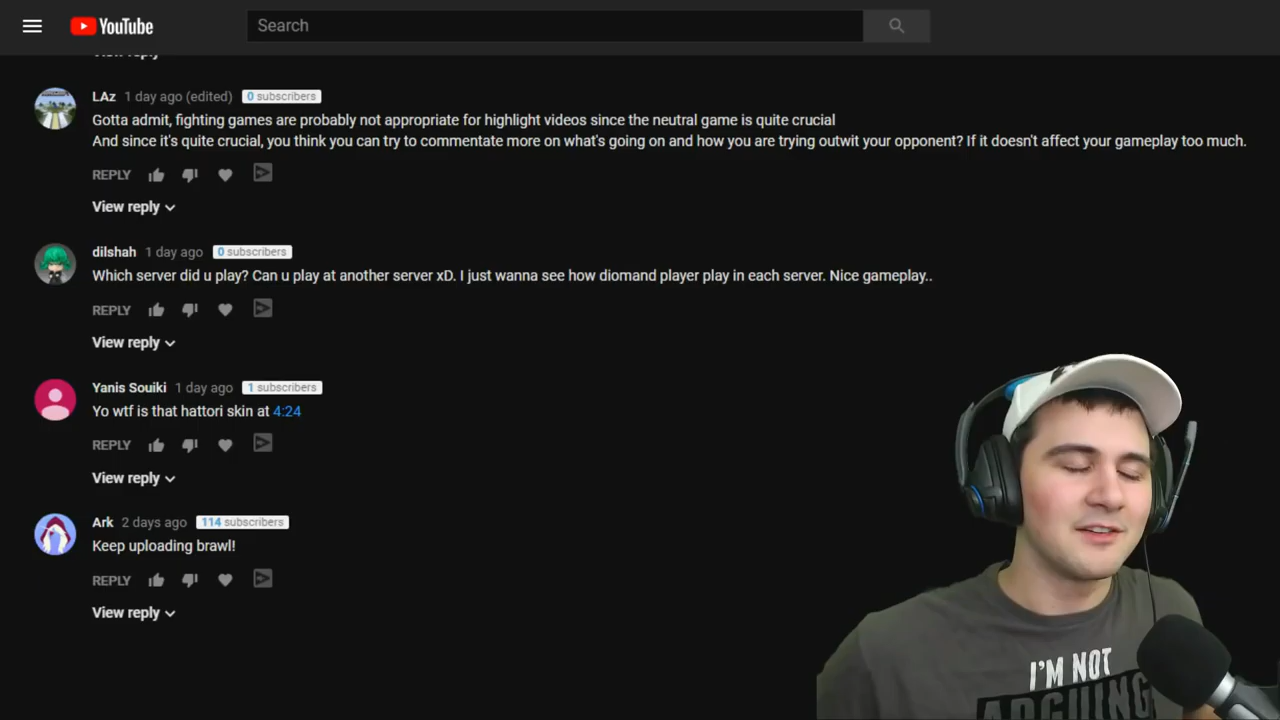 YouTube
Search
View reply
LAz 1 day ago (edited) 0 subscribers
Gotta admit, fighting games are probably not appropriate for highlight videos since the neutral game is quite crucial
And since it's quite crucial, you think you can try to commentate more on what's going on and how you are trying outwit your opponent? If it doesn't affect your gameplay too much.
REPLY
View reply
dilshah 1 day ago 0 subscribers
Which server did u play? Can u play at another server xD. I just wanna see how diomand player play in each server. Nice gameplay..
REPLY
View reply
Yanis Souiki 1 day ago 1 subscribers
Yo wtf is that hattori skin at 4:24
REPLY
View reply
Ark 2 days ago 114 subscribers
Keep uploading brawl!
REPLY
View reply
I'M NOT
ARGUING